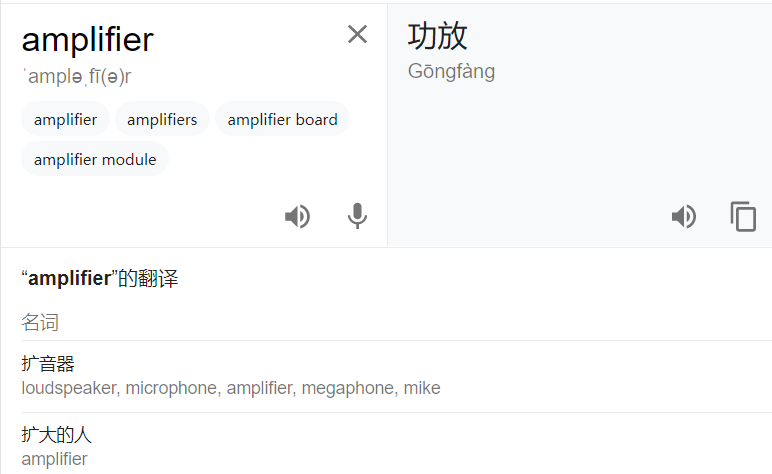 amplifier
ˈampləˌfī(ə)r
amplifier
amplifiers
amplifier board
amplifier module
功放
Gōngfàng
“amplifier”的翻译
名词
扩音器
loudspeaker, microphone, amplifier, megaphone, mike
扩大的人
amplifier